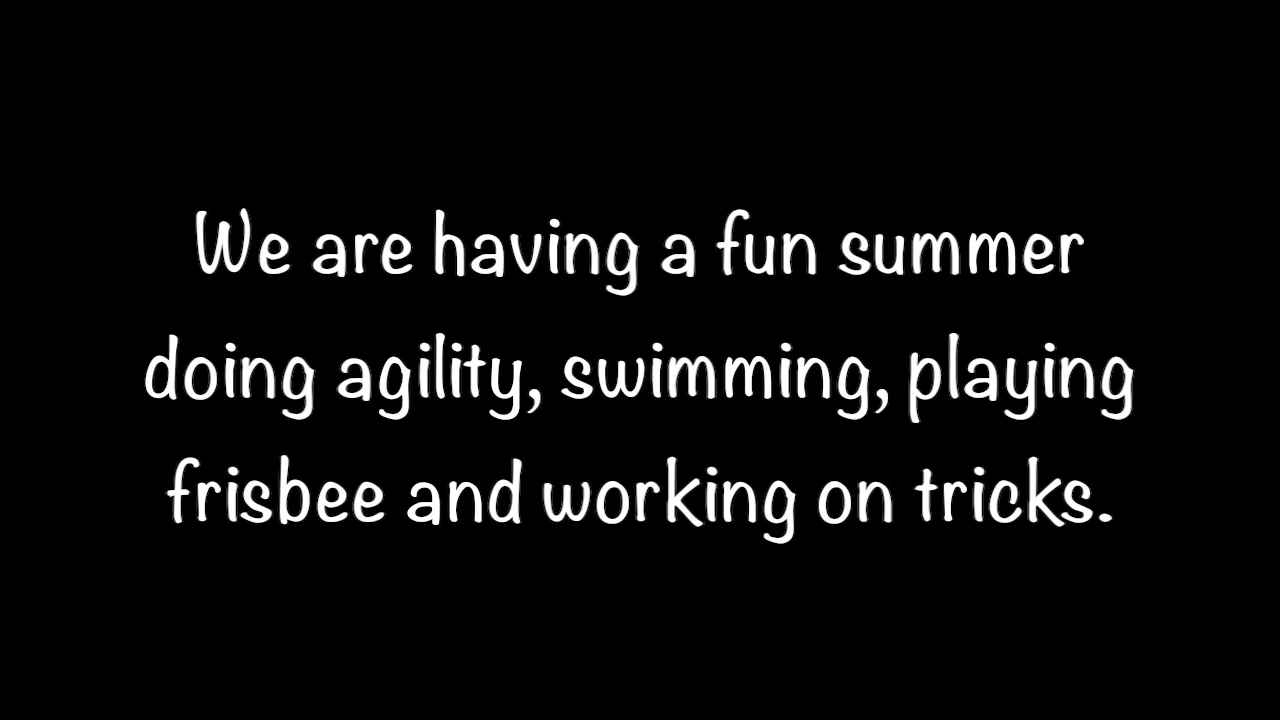 We are having a fun summer
doing agility, swimming, playing
frisbee and working on tricks.